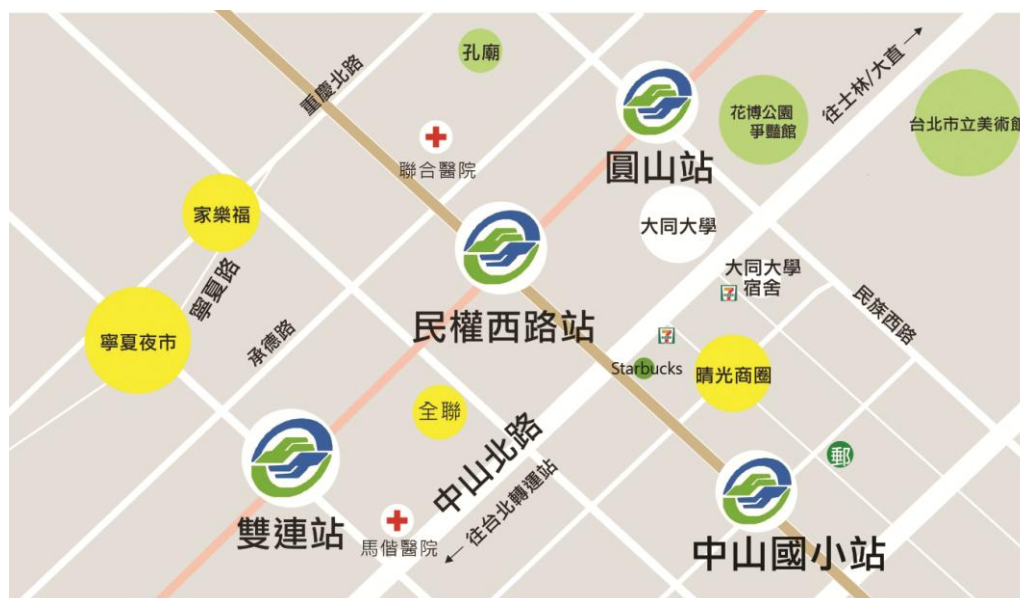 孔廟
重慶北路
聯合醫院
圓山站
花博公園
爭豔館
往士林/大直
台北市立美術館
家樂福
大同大學
大同大學
宿舍
7
寧夏路
民權西路站
民族西路
寧夏夜市
承德路
7
Starbucks
晴光商圈
全聯
中山北路
郵
雙連站
馬偕醫院
往台北轉運站
中山國小站